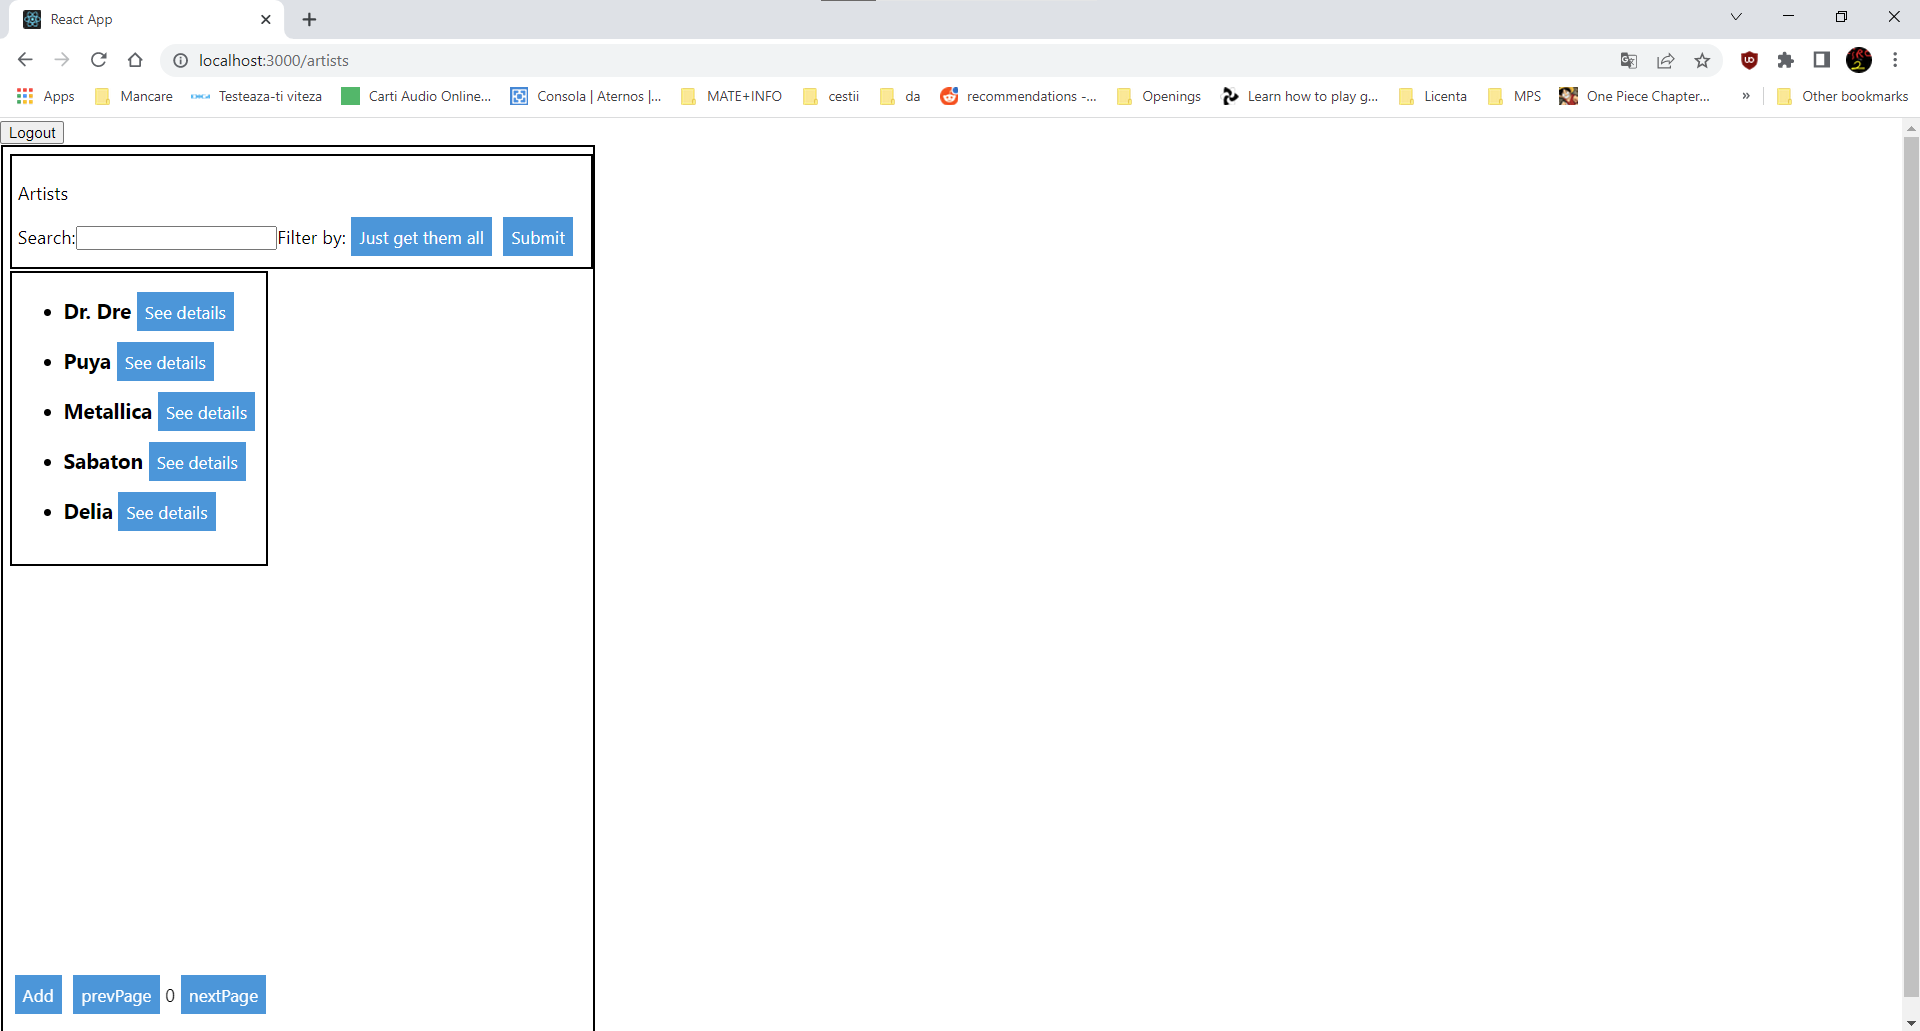 React App
localhost:3000/artists
Apps Mancare Testeaza-ti viteza Carti Audio Online... Consola | Aternos |... MATE+INFO cestii da recommendations -... Openings Learn how to play g... Licenta MPS One Piece Chapter... » Other bookmarks
Logout
Artists
Search: Filter by: Just get them all Submit
Dr. Dre See details
Puya See details
Metallica See details
Sabaton See details
Delia See details
Add prevPage 0 nextPage